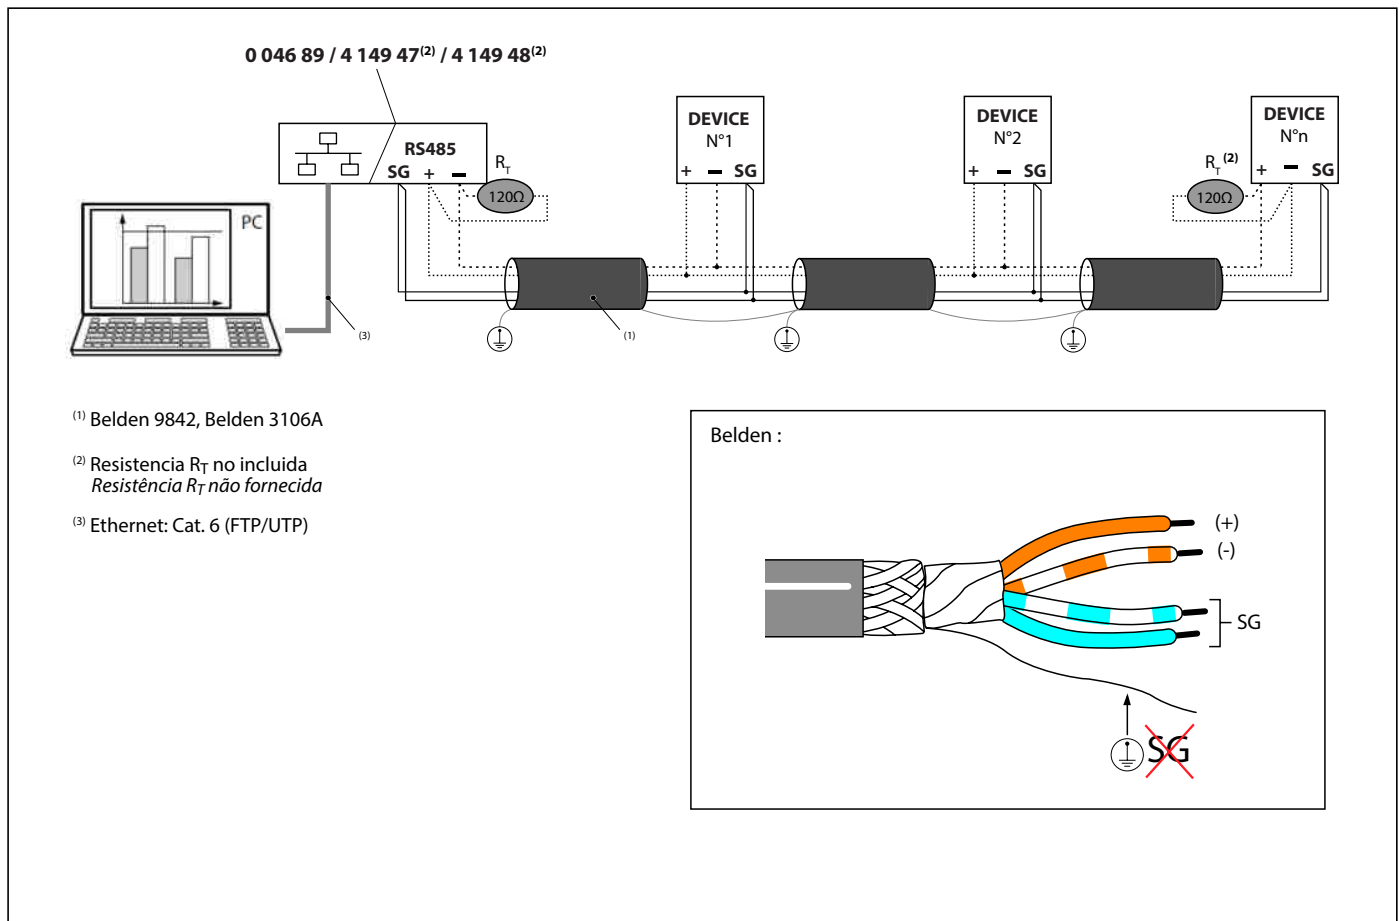 0 046 89 / 4 149 47(2) / 4 149 48(2)
RS485
SG + −
RT
120Ω
DEVICE
N°1
+ − SG
DEVICE
N°2
+ − SG
DEVICE
N°n
+ − SG
RT (2)
120Ω
PC
(3)
(1)
(1) Belden 9842, Belden 3106A
(2) Resistencia RT no incluida
Resistência RT não fornecida
(3) Ethernet: Cat. 6 (FTP/UTP)
Belden :
(+)
(-)
SG
SG